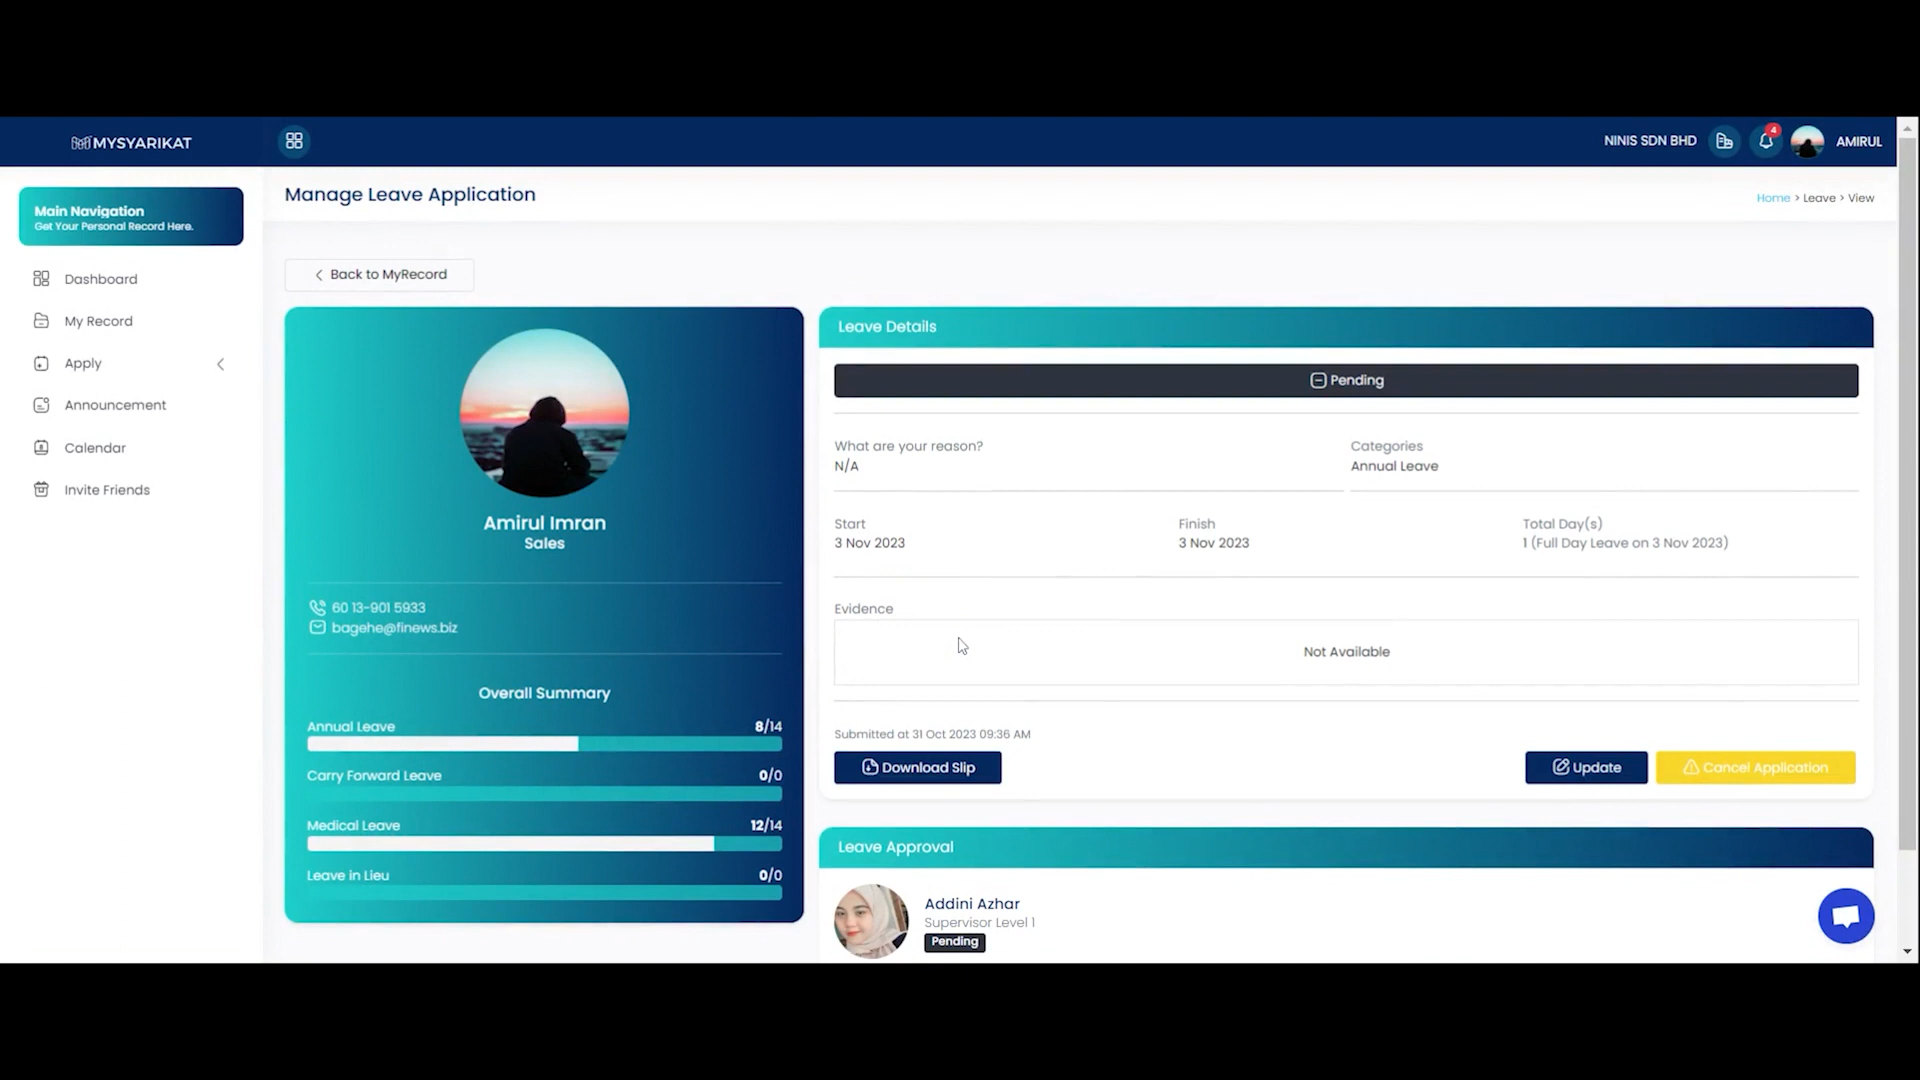 MYSYARIKAT
NINIS SDN BHD
4
AMIRUL
Main Navigation
Get Your Personal Record Here.
Dashboard
My Record
Apply
Announcement
Calendar
Invite Friends
Manage Leave Application
Home > Leave > View
Back to MyRecord
Amirul Imran
Sales
60 13-901 5933
bagehe@finews.biz
Overall Summary
Annual Leave 8/14
Carry Forward Leave 0/0
Medical Leave 12/14
Leave in Lieu 0/0
Leave Details
Pending
What are your reason?
N/A
Categories
Annual Leave
Start
3 Nov 2023
Finish
3 Nov 2023
Total Day(s)
1 (Full Day Leave on 3 Nov 2023)
Evidence
Not Available
Submitted at 31 Oct 2023 09:36 AM
Download Slip
Update
Cancel Application
Leave Approval
Addini Azhar
Supervisor Level 1
Pending